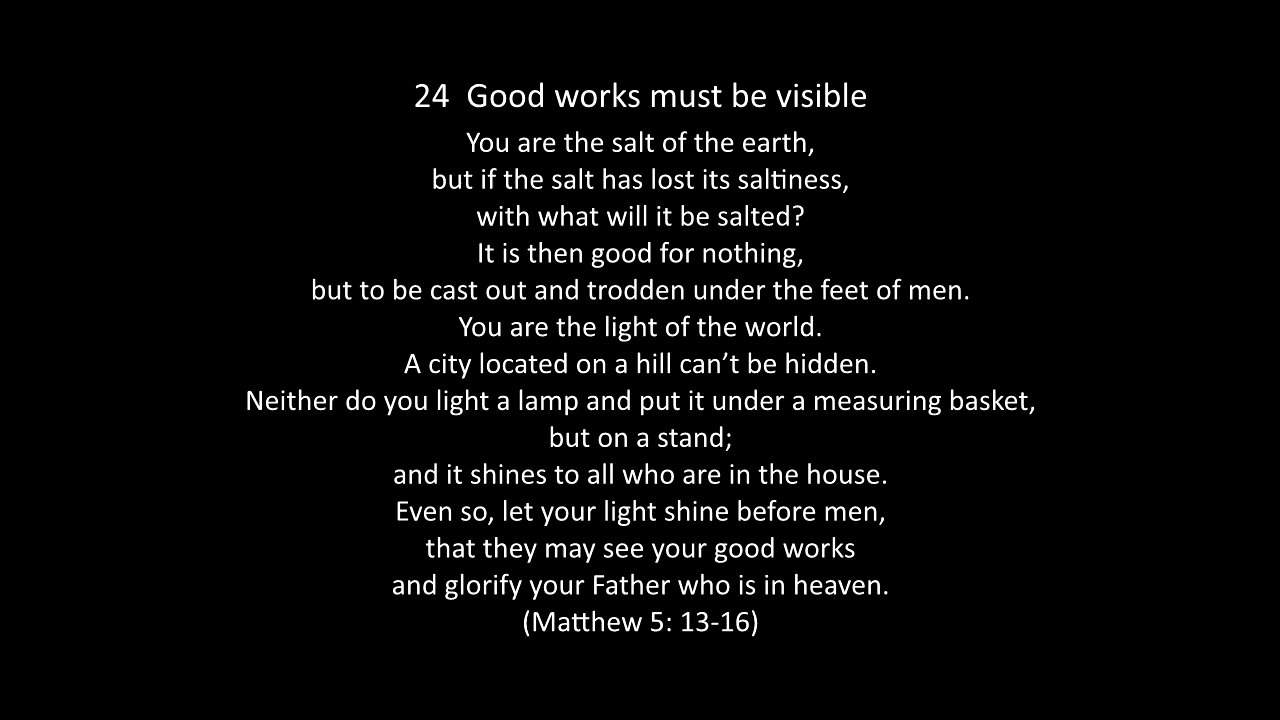 24  Good works must be visible
You are the salt of the earth,
but if the salt has lost its saltiness,
with what will it be salted?
It is then good for nothing,
but to be cast out and trodden under the feet of men.
You are the light of the world.
A city located on a hill can’t be hidden.
Neither do you light a lamp and put it under a measuring basket,
but on a stand;
and it shines to all who are in the house.
Even so, let your light shine before men,
that they may see your good works
and glorify your Father who is in heaven.
(Matthew 5: 13-16)